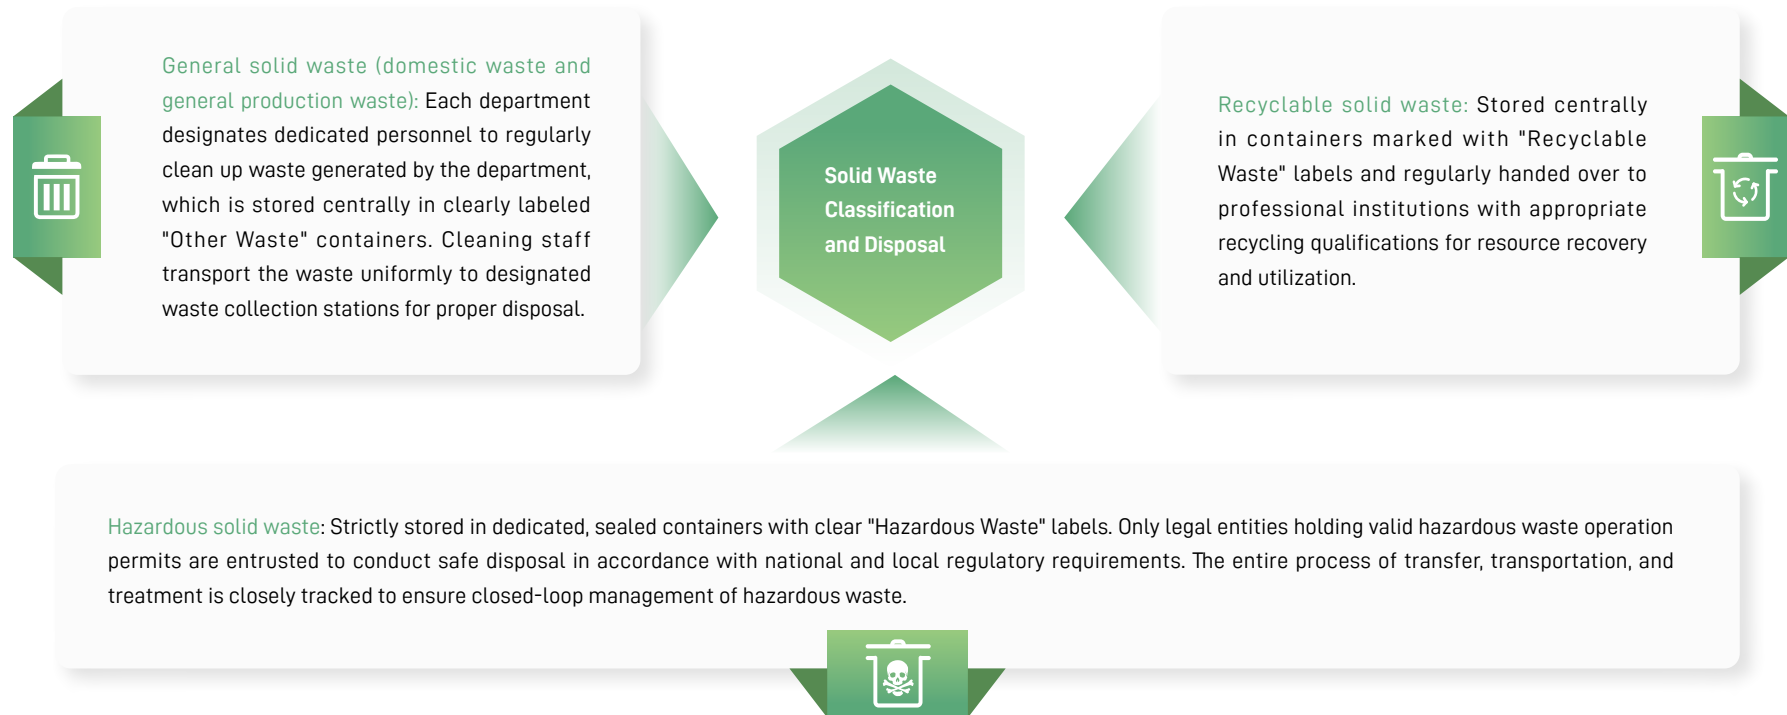 General solid waste (domestic waste and
general production waste): Each department
designates dedicated personnel to regularly
clean up waste generated by the department,
which is stored centrally in clearly labeled
"Other Waste" containers. Cleaning staff
transport the waste uniformly to designated
waste collection stations for proper disposal.
Solid Waste
Classification
and Disposal
Recyclable solid waste: Stored centrally
in containers marked with "Recyclable
Waste" labels and regularly handed over to
professional institutions with appropriate
recycling qualifications for resource recovery
and utilization.
Hazardous solid waste: Strictly stored in dedicated, sealed containers with clear "Hazardous Waste" labels. Only legal entities holding valid hazardous waste operation
permits are entrusted to conduct safe disposal in accordance with national and local regulatory requirements. The entire process of transfer, transportation, and
treatment is closely tracked to ensure closed-loop management of hazardous waste.